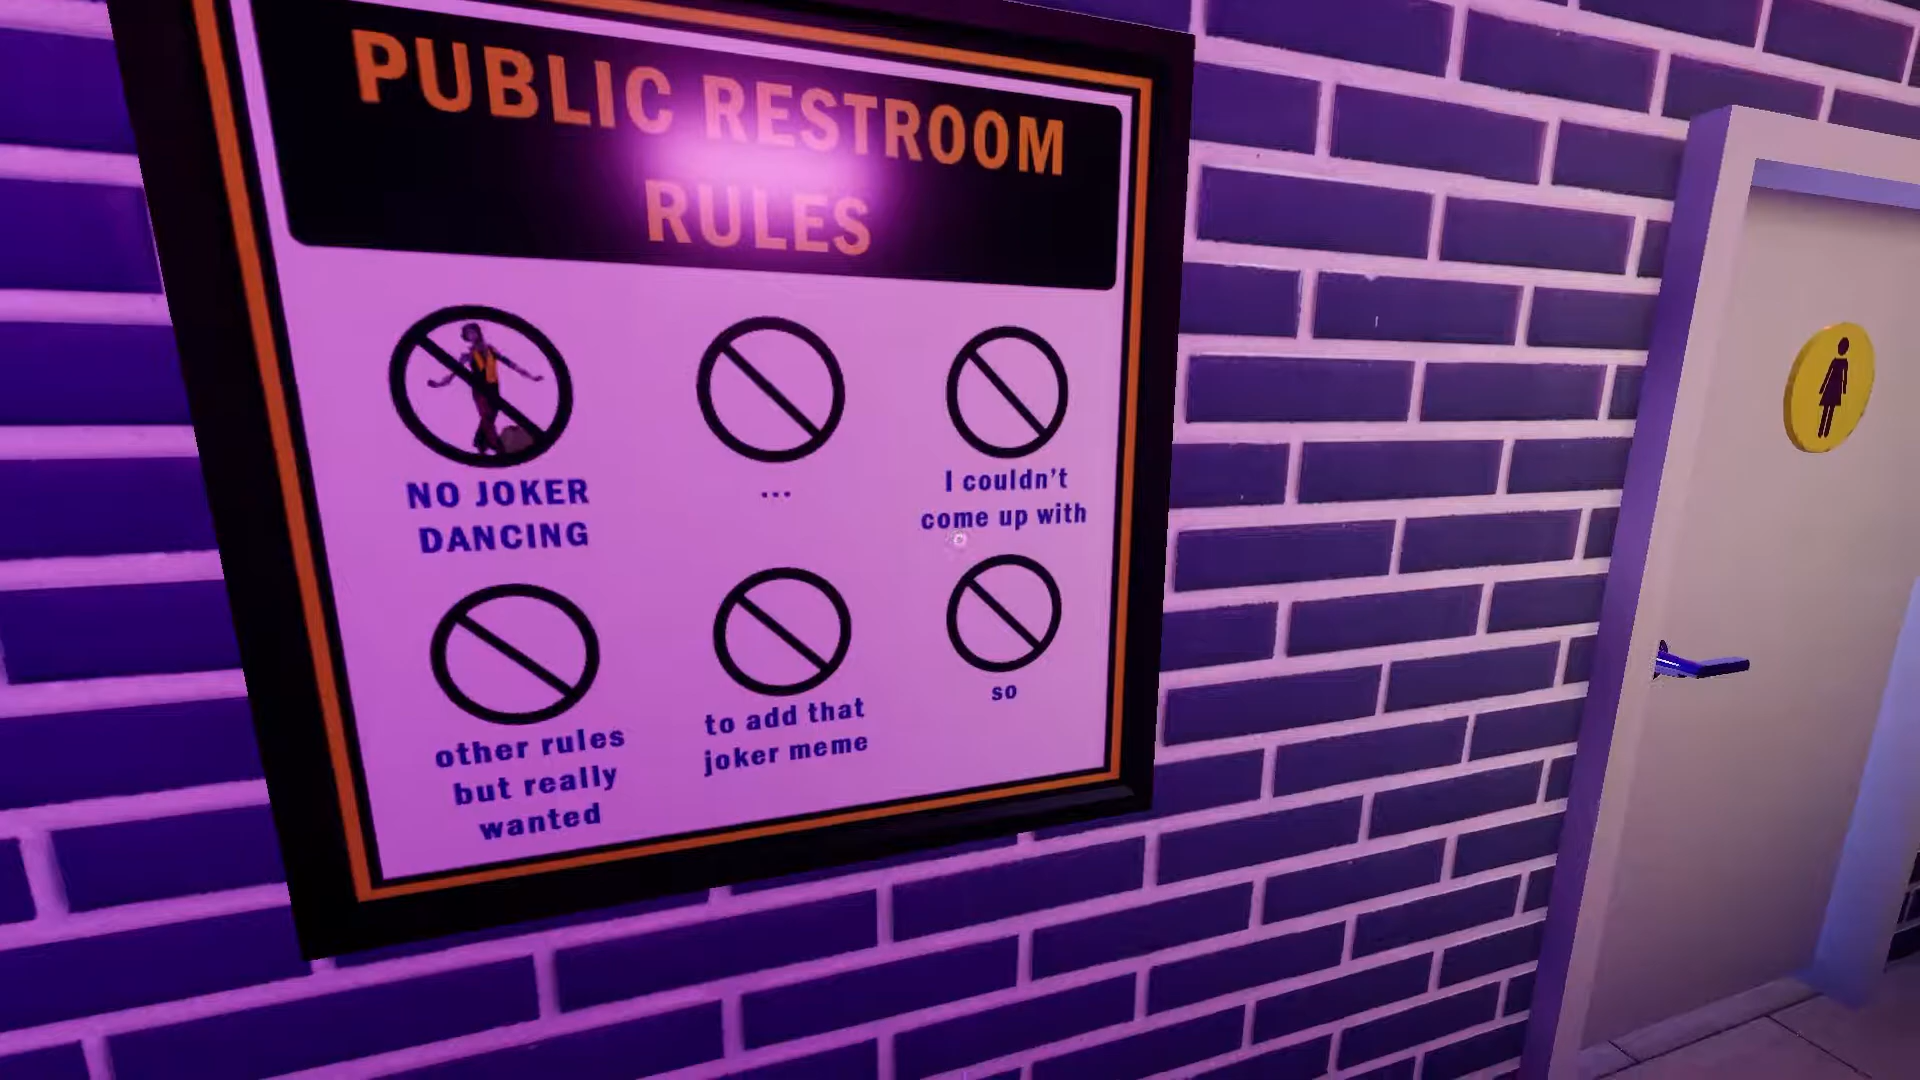 PUBLIC RESTROOM
RULES
NO JOKER
DANCING
...
I couldn't
come up with
other rules
but really
wanted
to add that
joker meme
so